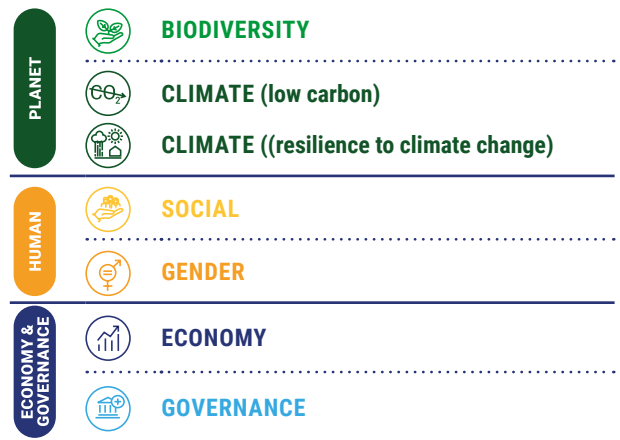 PLANET
BIODIVERSITY
CO2
CLIMATE (low carbon)
CLIMATE ((resilience to climate change)
HUMAN
SOCIAL
GENDER
ECONOMY &
GOVERNANCE
ECONOMY
GOVERNANCE